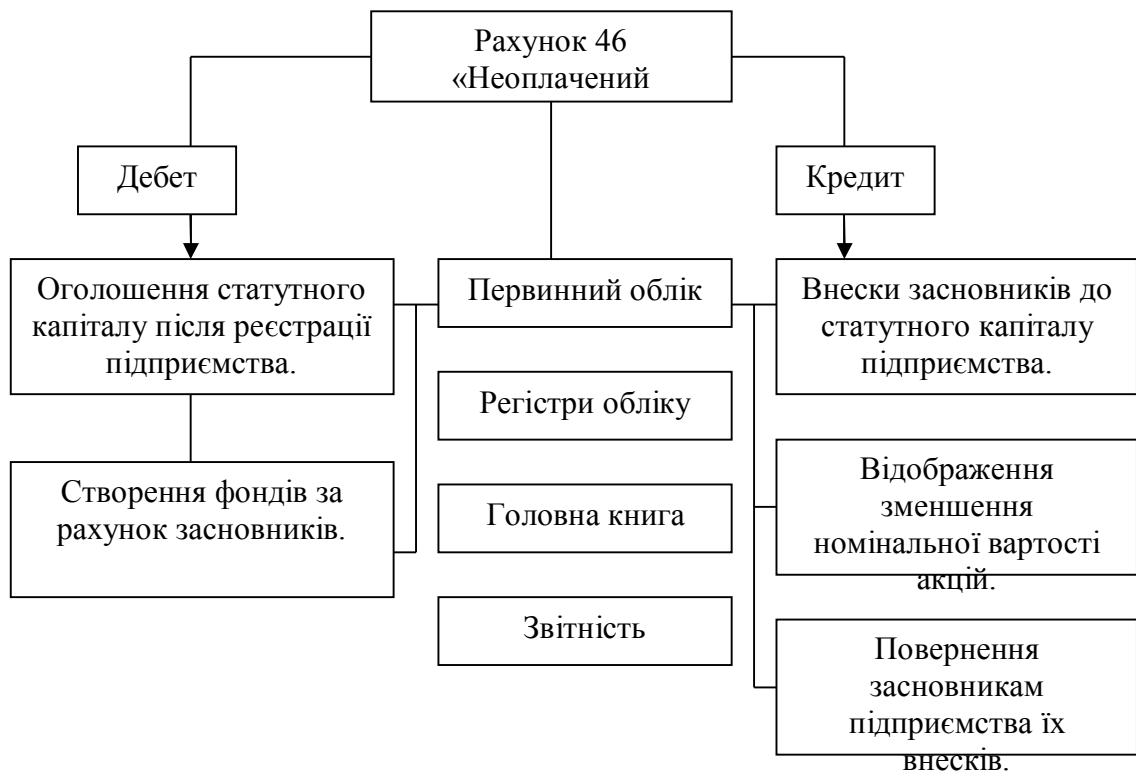 Рахунок 46
«Неоплачений
Дебет
Кредит
Оголошення статутного
капіталу після реєстрації
підприємства.
Первинний облік
Внески засновників до
статутного капіталу
підприємства.
Регістри обліку
Створення фондів за
рахунок засновників.
Головна книга
Відображення
зменшення
номінальної вартості
акцій.
Звітність
Повернення
засновникам
підприємства їх
внесків.